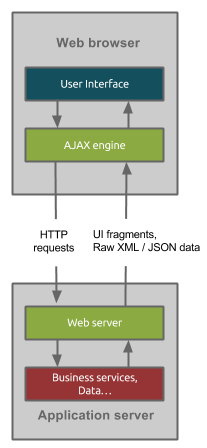 Web browser
User Interface
AJAX engine
HTTP
requests
UI fragments,
Raw XML / JSON data
Web server
Business services,
Data...
Application server